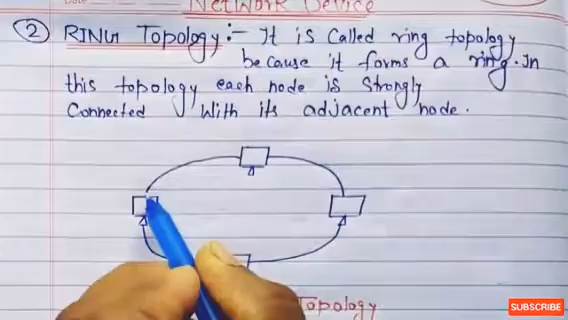 Network Device
② RING Topology:- It is Called ring topology
because it forms a ring. In
this topology each node is strongly
Connected With its adjacent node.
Topology
SUBSCRIBE